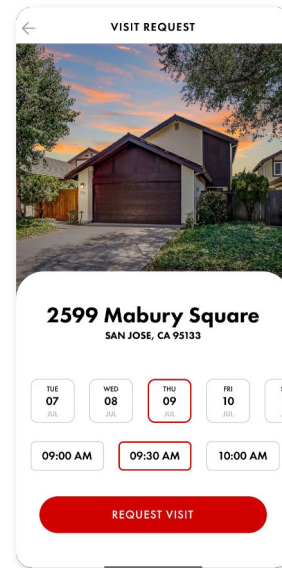 VISIT REQUEST
2599 Mabury Square
SAN JOSE, CA 95133
TUE WED THU FRI
07 08 09 10
JUL JUL JUL JUL
09:00 AM 09:30 AM 10:00 AM
REQUEST VISIT